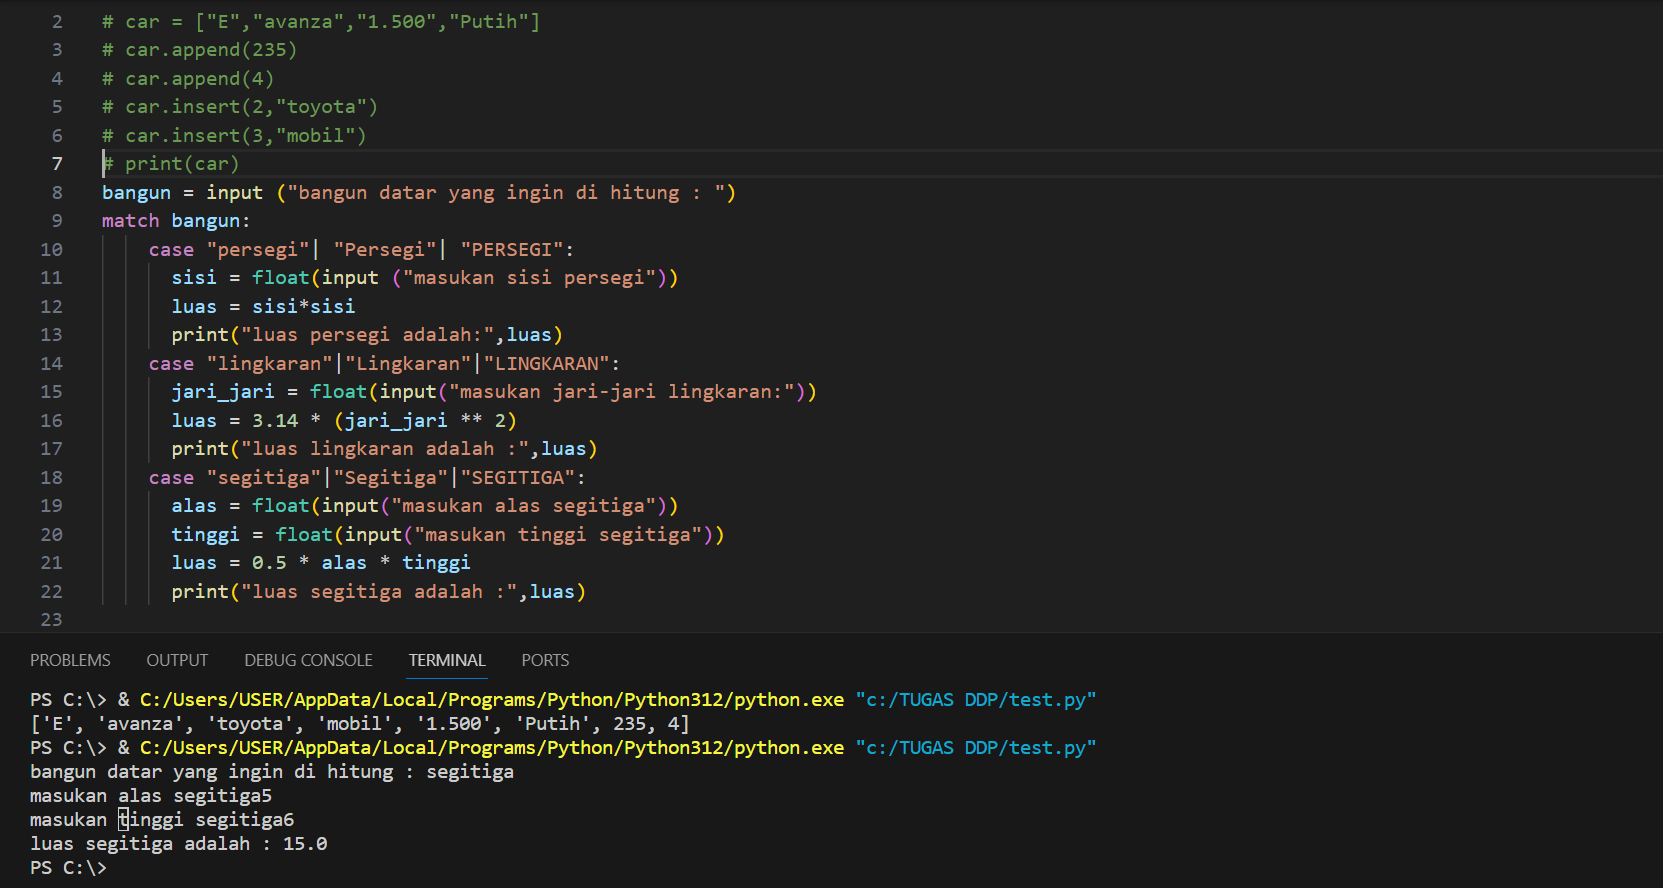 2 # car = ["E","avanza","1.500","Putih"]
3 # car.append(235)
4 # car.append(4)
5 # car.insert(2,"toyota")
6 # car.insert(3,"mobil")
7 # print(car)
8 bangun = input ("bangun datar yang ingin di hitung : ")
9 match bangun:
10     case "persegi"| "Persegi"| "PERSEGI":
11       sisi = float(input ("masukan sisi persegi"))
12       luas = sisi*sisi
13       print("luas persegi adalah:",luas)
14     case "lingkaran"|"Lingkaran"|"LINGKARAN":
15       jari_jari = float(input("masukan jari-jari lingkaran:"))
16       luas = 3.14 * (jari_jari ** 2)
17       print("luas lingkaran adalah :",luas)
18     case "segitiga"|"Segitiga"|"SEGITIGA":
19       alas = float(input("masukan alas segitiga"))
20       tinggi = float(input("masukan tinggi segitiga"))
21       luas = 0.5 * alas * tinggi
22       print("luas segitiga adalah :",luas)
23
PROBLEMS OUTPUT DEBUG CONSOLE TERMINAL PORTS
PS C:\> & C:/Users/USER/AppData/Local/Programs/Python/Python312/python.exe "c:/TUGAS DDP/test.py"
['E', 'avanza', 'toyota', 'mobil', '1.500', 'Putih', 235, 4]
PS C:\> & C:/Users/USER/AppData/Local/Programs/Python/Python312/python.exe "c:/TUGAS DDP/test.py"
bangun datar yang ingin di hitung : segitiga
masukan alas segitiga5
masukan tinggi segitiga6
luas segitiga adalah : 15.0
PS C:\>